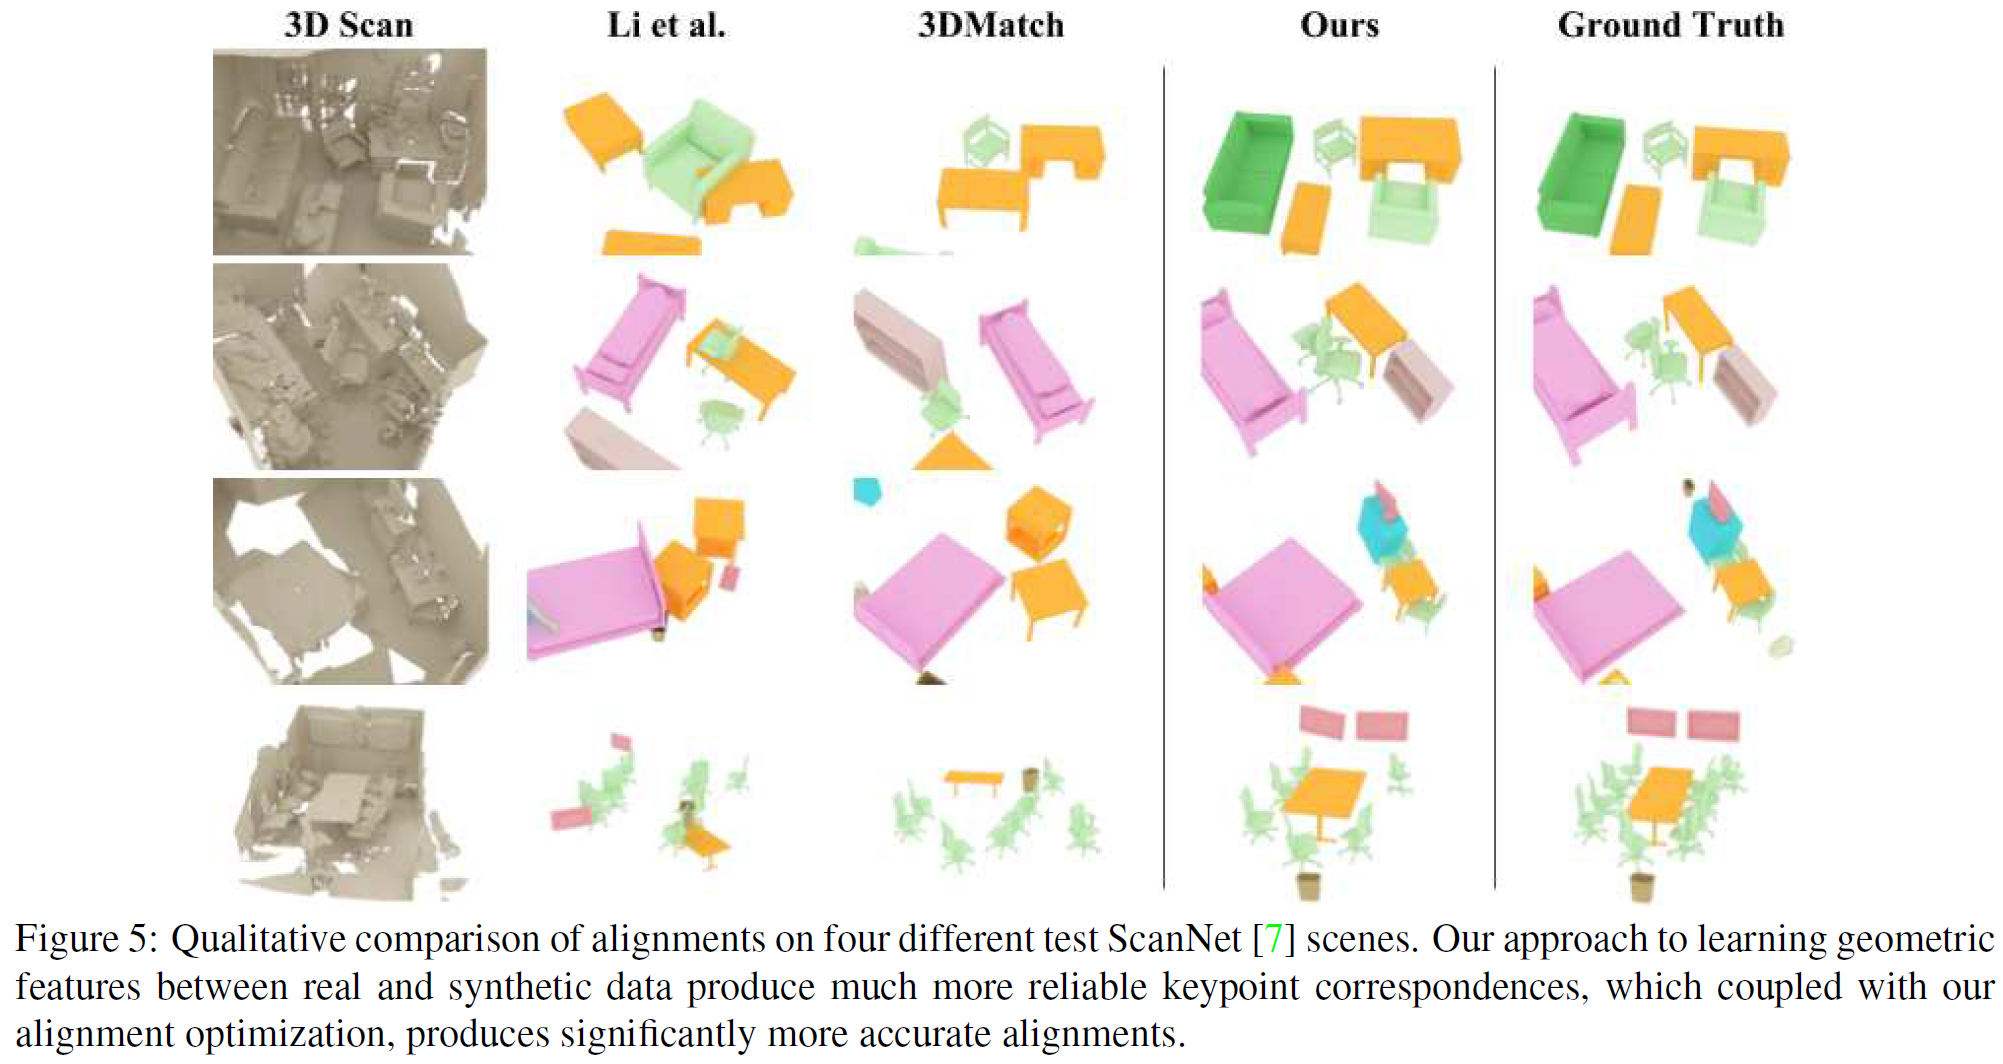 3D Scan Li et al. 3DMatch Ours Ground Truth
Figure 5: Qualitative comparison of alignments on four different test ScanNet [7] scenes. Our approach to learning geometric
features between real and synthetic data produce much more reliable keypoint correspondences, which coupled with our
alignment optimization, produces significantly more accurate alignments.